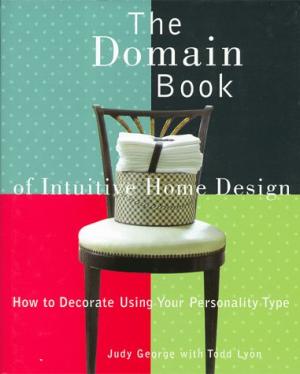 The
Domain
Book
of Intuitive Home Design
How to Decorate Using Your Personality Type
Judy George with Todd Lyon